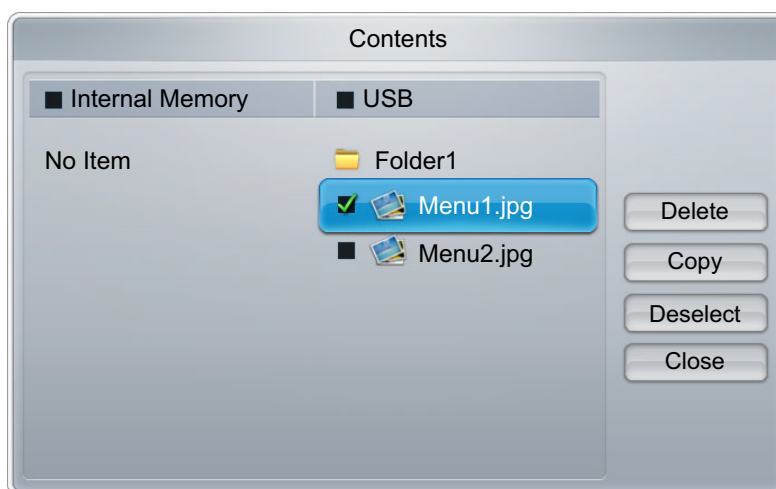 Contents
Internal Memory
USB
No Item
Folder1
Menu1.jpg
Menu2.jpg
Delete
Copy
Deselect
Close